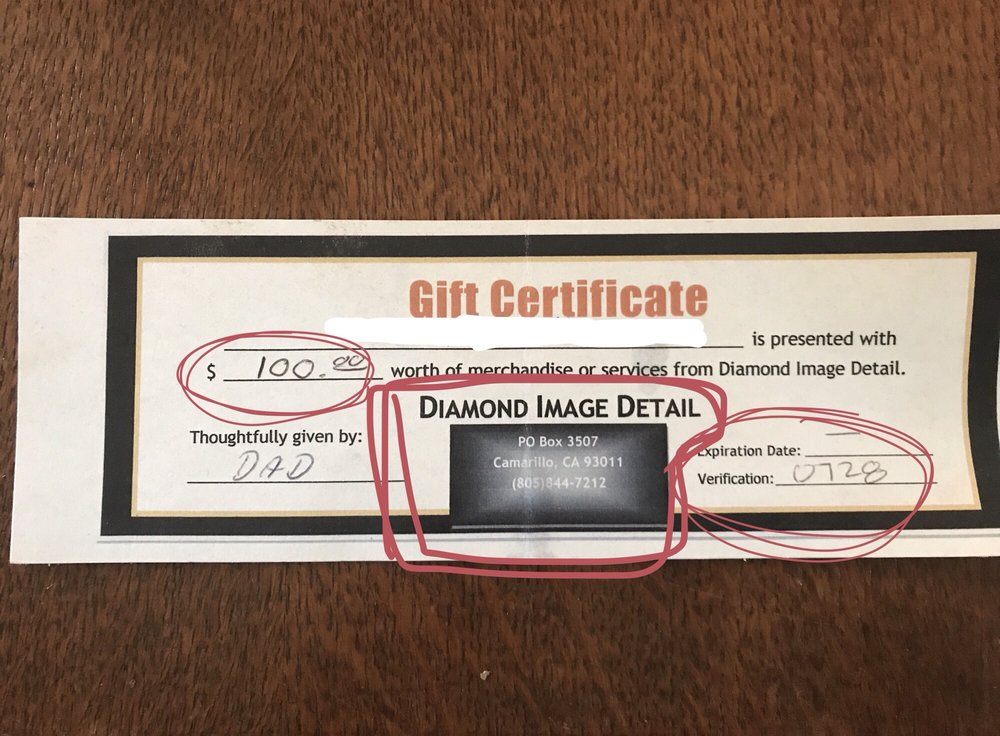 Gift Certificate
is presented with
$ 100.00 worth of merchandise or services from Diamond Image Detail.
DIAMOND IMAGE DETAIL
Thoughtfully given by:
DAD
PO Box 3507
Camarillo, CA 93011
(805)844-7212
Expiration Date: —
Verification: 0728